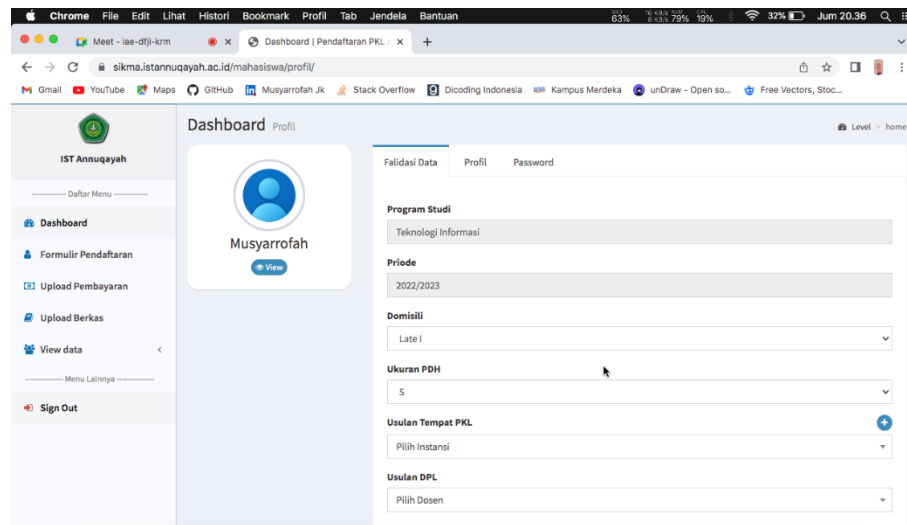 Chrome File Edit Lihat Histori Bookmark Profil Tab Jendela Bantuan 63% 79% 19% 32% Jum 20.36
Meet - iae-dfji-krm Dashboard | Pendaftaran PKL
sikma.istannuqayah.ac.id/mahasiswa/profil/
Gmail YouTube Maps GitHub Musyarrofah Jk Stack Overflow Dicoding Indonesia Kampus Merdeka unDraw - Open so... Free Vectors, Stoc...
IST Annuqayah
Daftar Menu
Dashboard
Formulir Pendaftaran
Upload Pembayaran
Upload Berkas
View data
Menu Lainnya
Sign Out
Dashboard Profil
Level > home
Musyarrofah
View
Falidasi Data Profil Password
Program Studi
Teknologi Informasi
Priode
2022/2023
Domisili
Late I
Ukuran PDH
S
Usulan Tempat PKL
Pilih Instansi
Usulan DPL
Pilih Dosen